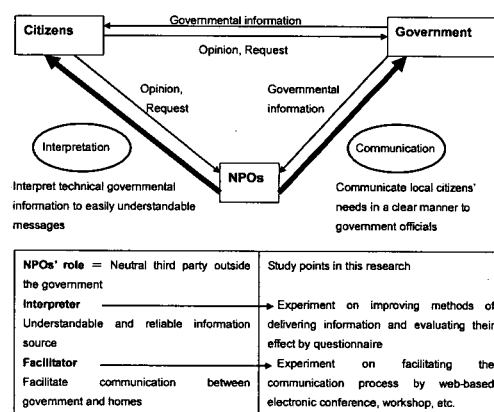 Governmental information
Citizens
Government
Opinion, Request
Opinion,
Request
Governmental
information
Interpretation
Communication
NPOs
Interpret technical governmental
information to easily understandable
messages
Communicate local citizens'
needs in a clear manner to
government officials
NPOs' role = Neutral third party outside
the government
Interpreter
Understandable and reliable information
source
Facilitator
Facilitate communication between
government and homes
Study points in this research
Experiment on improving methods of
delivering information and evaluating their
effect by questionnaire
Experiment on facilitating the
communication process by web-based
electronic conference, workshop, etc.